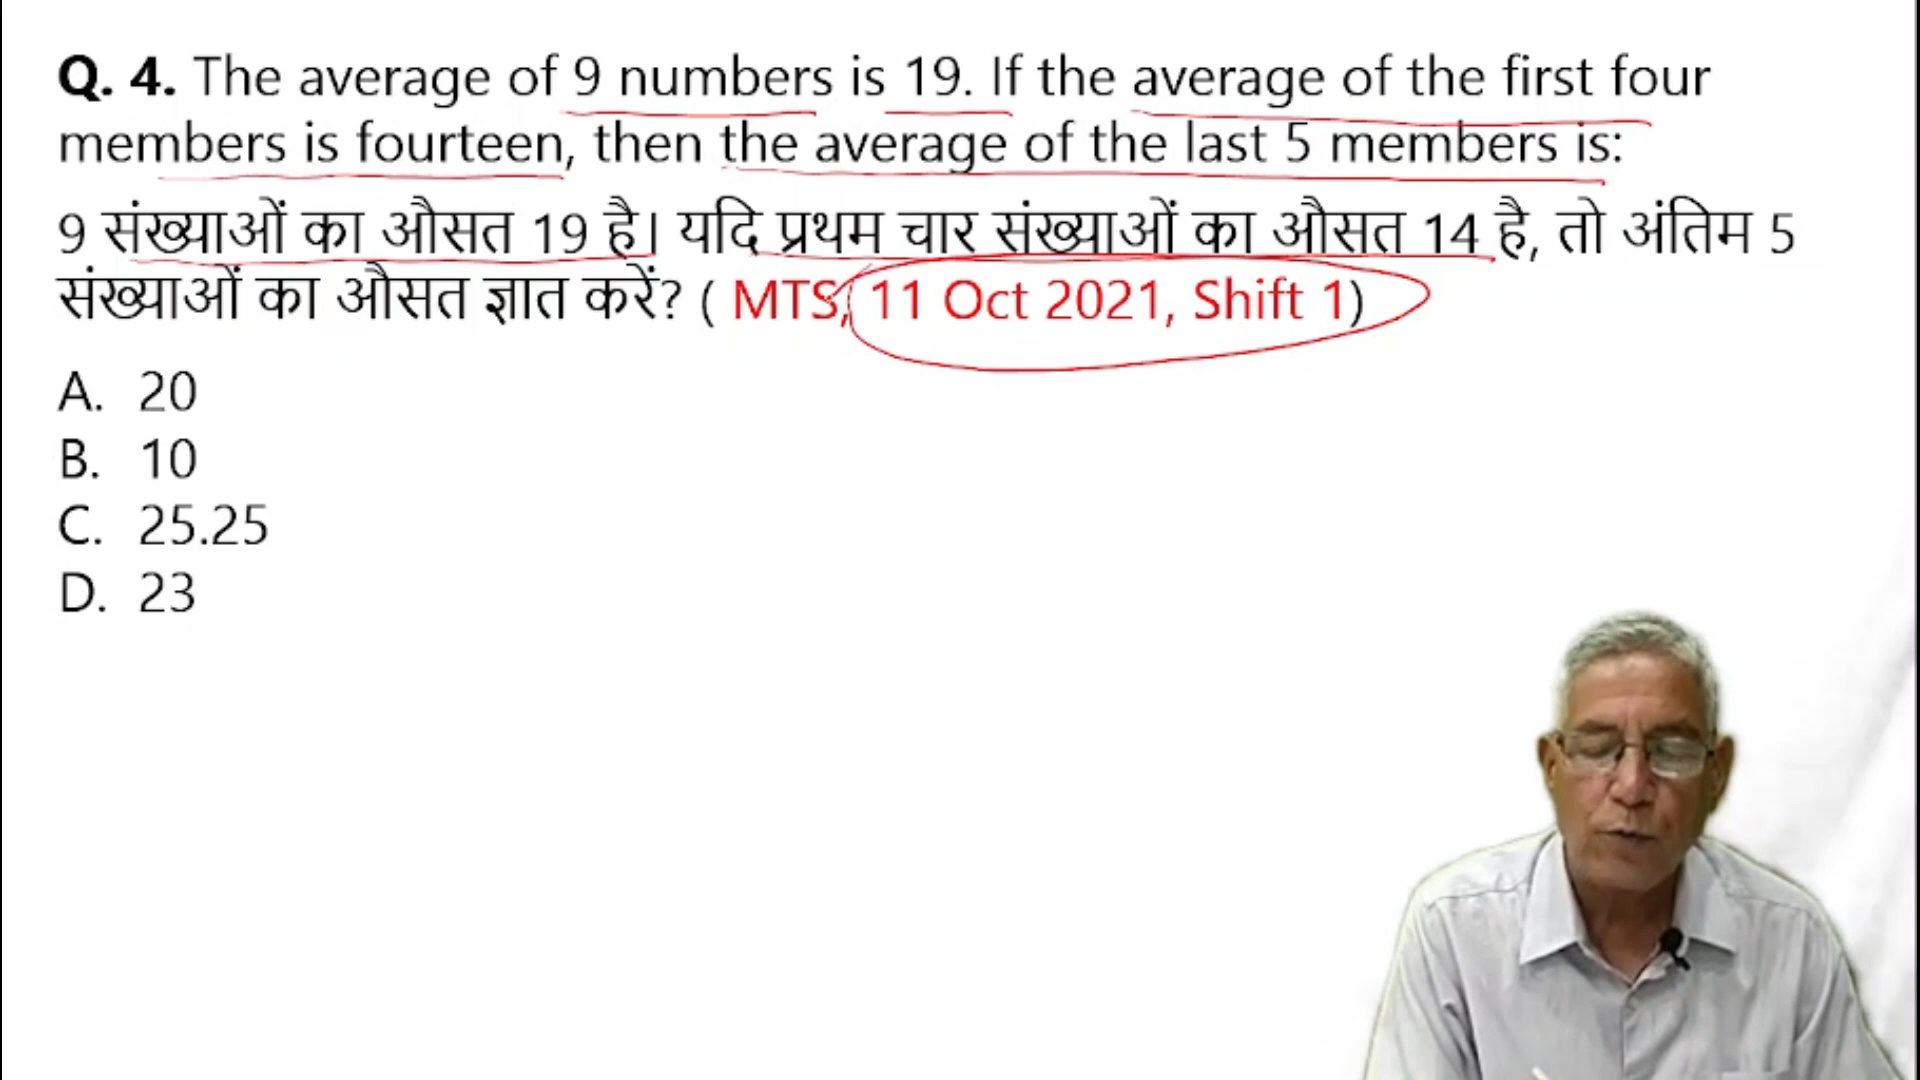 Q. 4. The average of 9 numbers is 19. If the average of the first four
members is fourteen, then the average of the last 5 members is:
9 संख्याओं का औसत 19 है। यदि प्रथम चार संख्याओं का औसत 14 है, तो अंतिम 5
संख्याओं का औसत ज्ञात करें? ( MTS, 11 Oct 2021, Shift 1)
A. 20
B. 10
C. 25.25
D. 23